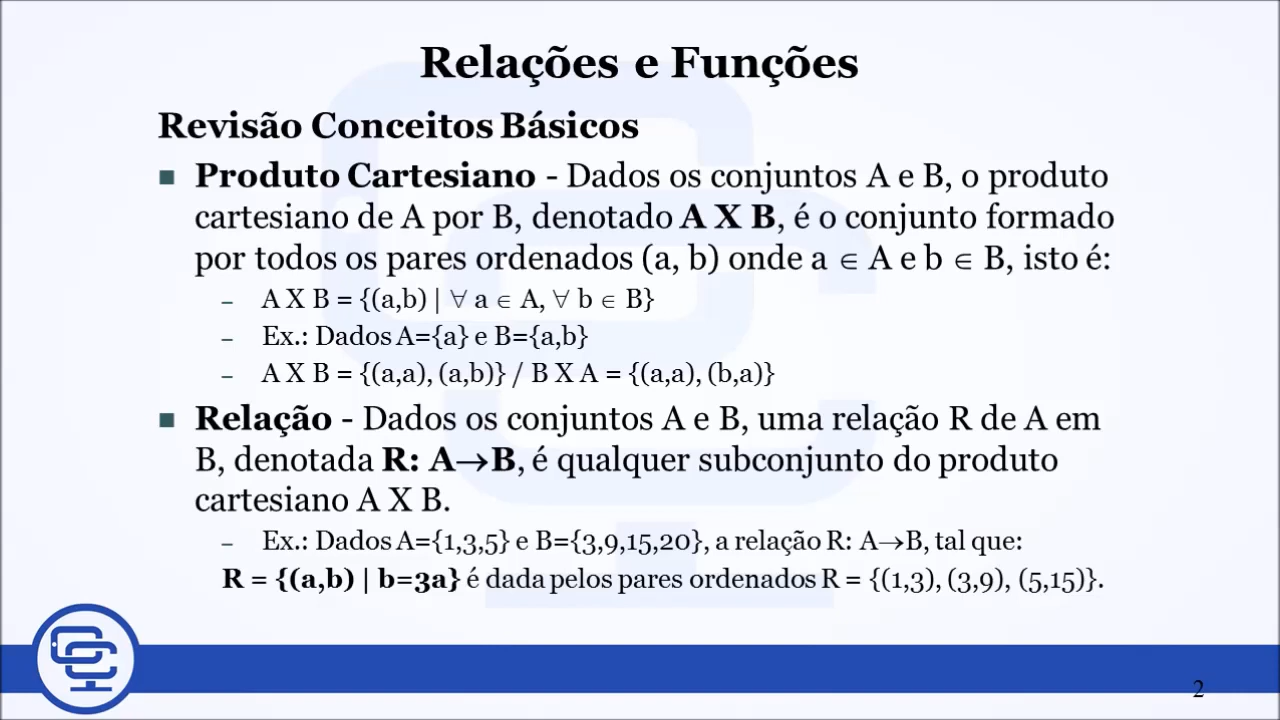 Relações e Funções
Revisão Conceitos Básicos
■ Produto Cartesiano - Dados os conjuntos A e B, o produto
cartesiano de A por B, denotado A X B, é o conjunto formado
por todos os pares ordenados (a, b) onde a ∈ A e b ∈ B, isto é:
– A X B = {(a,b) | ∀ a ∈ A, ∀ b ∈ B}
– Ex.: Dados A={a} e B={a,b}
– A X B = {(a,a), (a,b)} / B X A = {(a,a), (b,a)}
■ Relação - Dados os conjuntos A e B, uma relação R de A em
B, denotada R: A→B, é qualquer subconjunto do produto
cartesiano A X B.
– Ex.: Dados A={1,3,5} e B={3,9,15,20}, a relação R: A→B, tal que:
R = {(a,b) | b=3a} é dada pelos pares ordenados R = {(1,3), (3,9), (5,15)}.
2